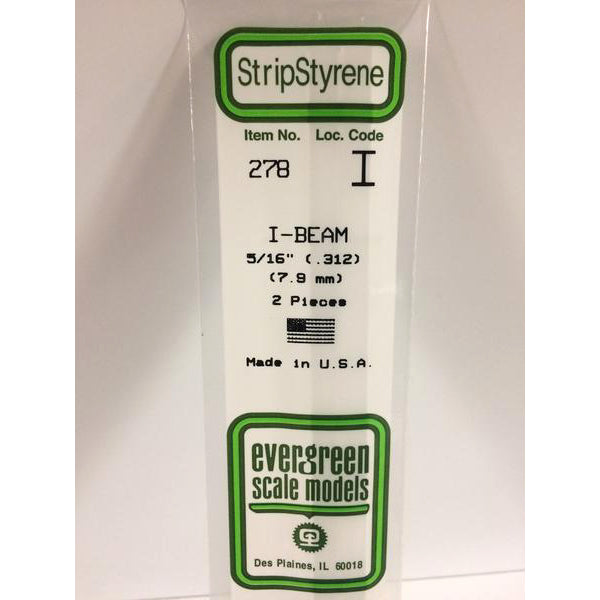 StripStyrene
Item No. Loc. Code
278 I
I-BEAM
5/16" (.312)
(7.9 mm)
2 Pieces
Made in U.S.A.
evergreen
scale models
Des Plaines, IL 60018